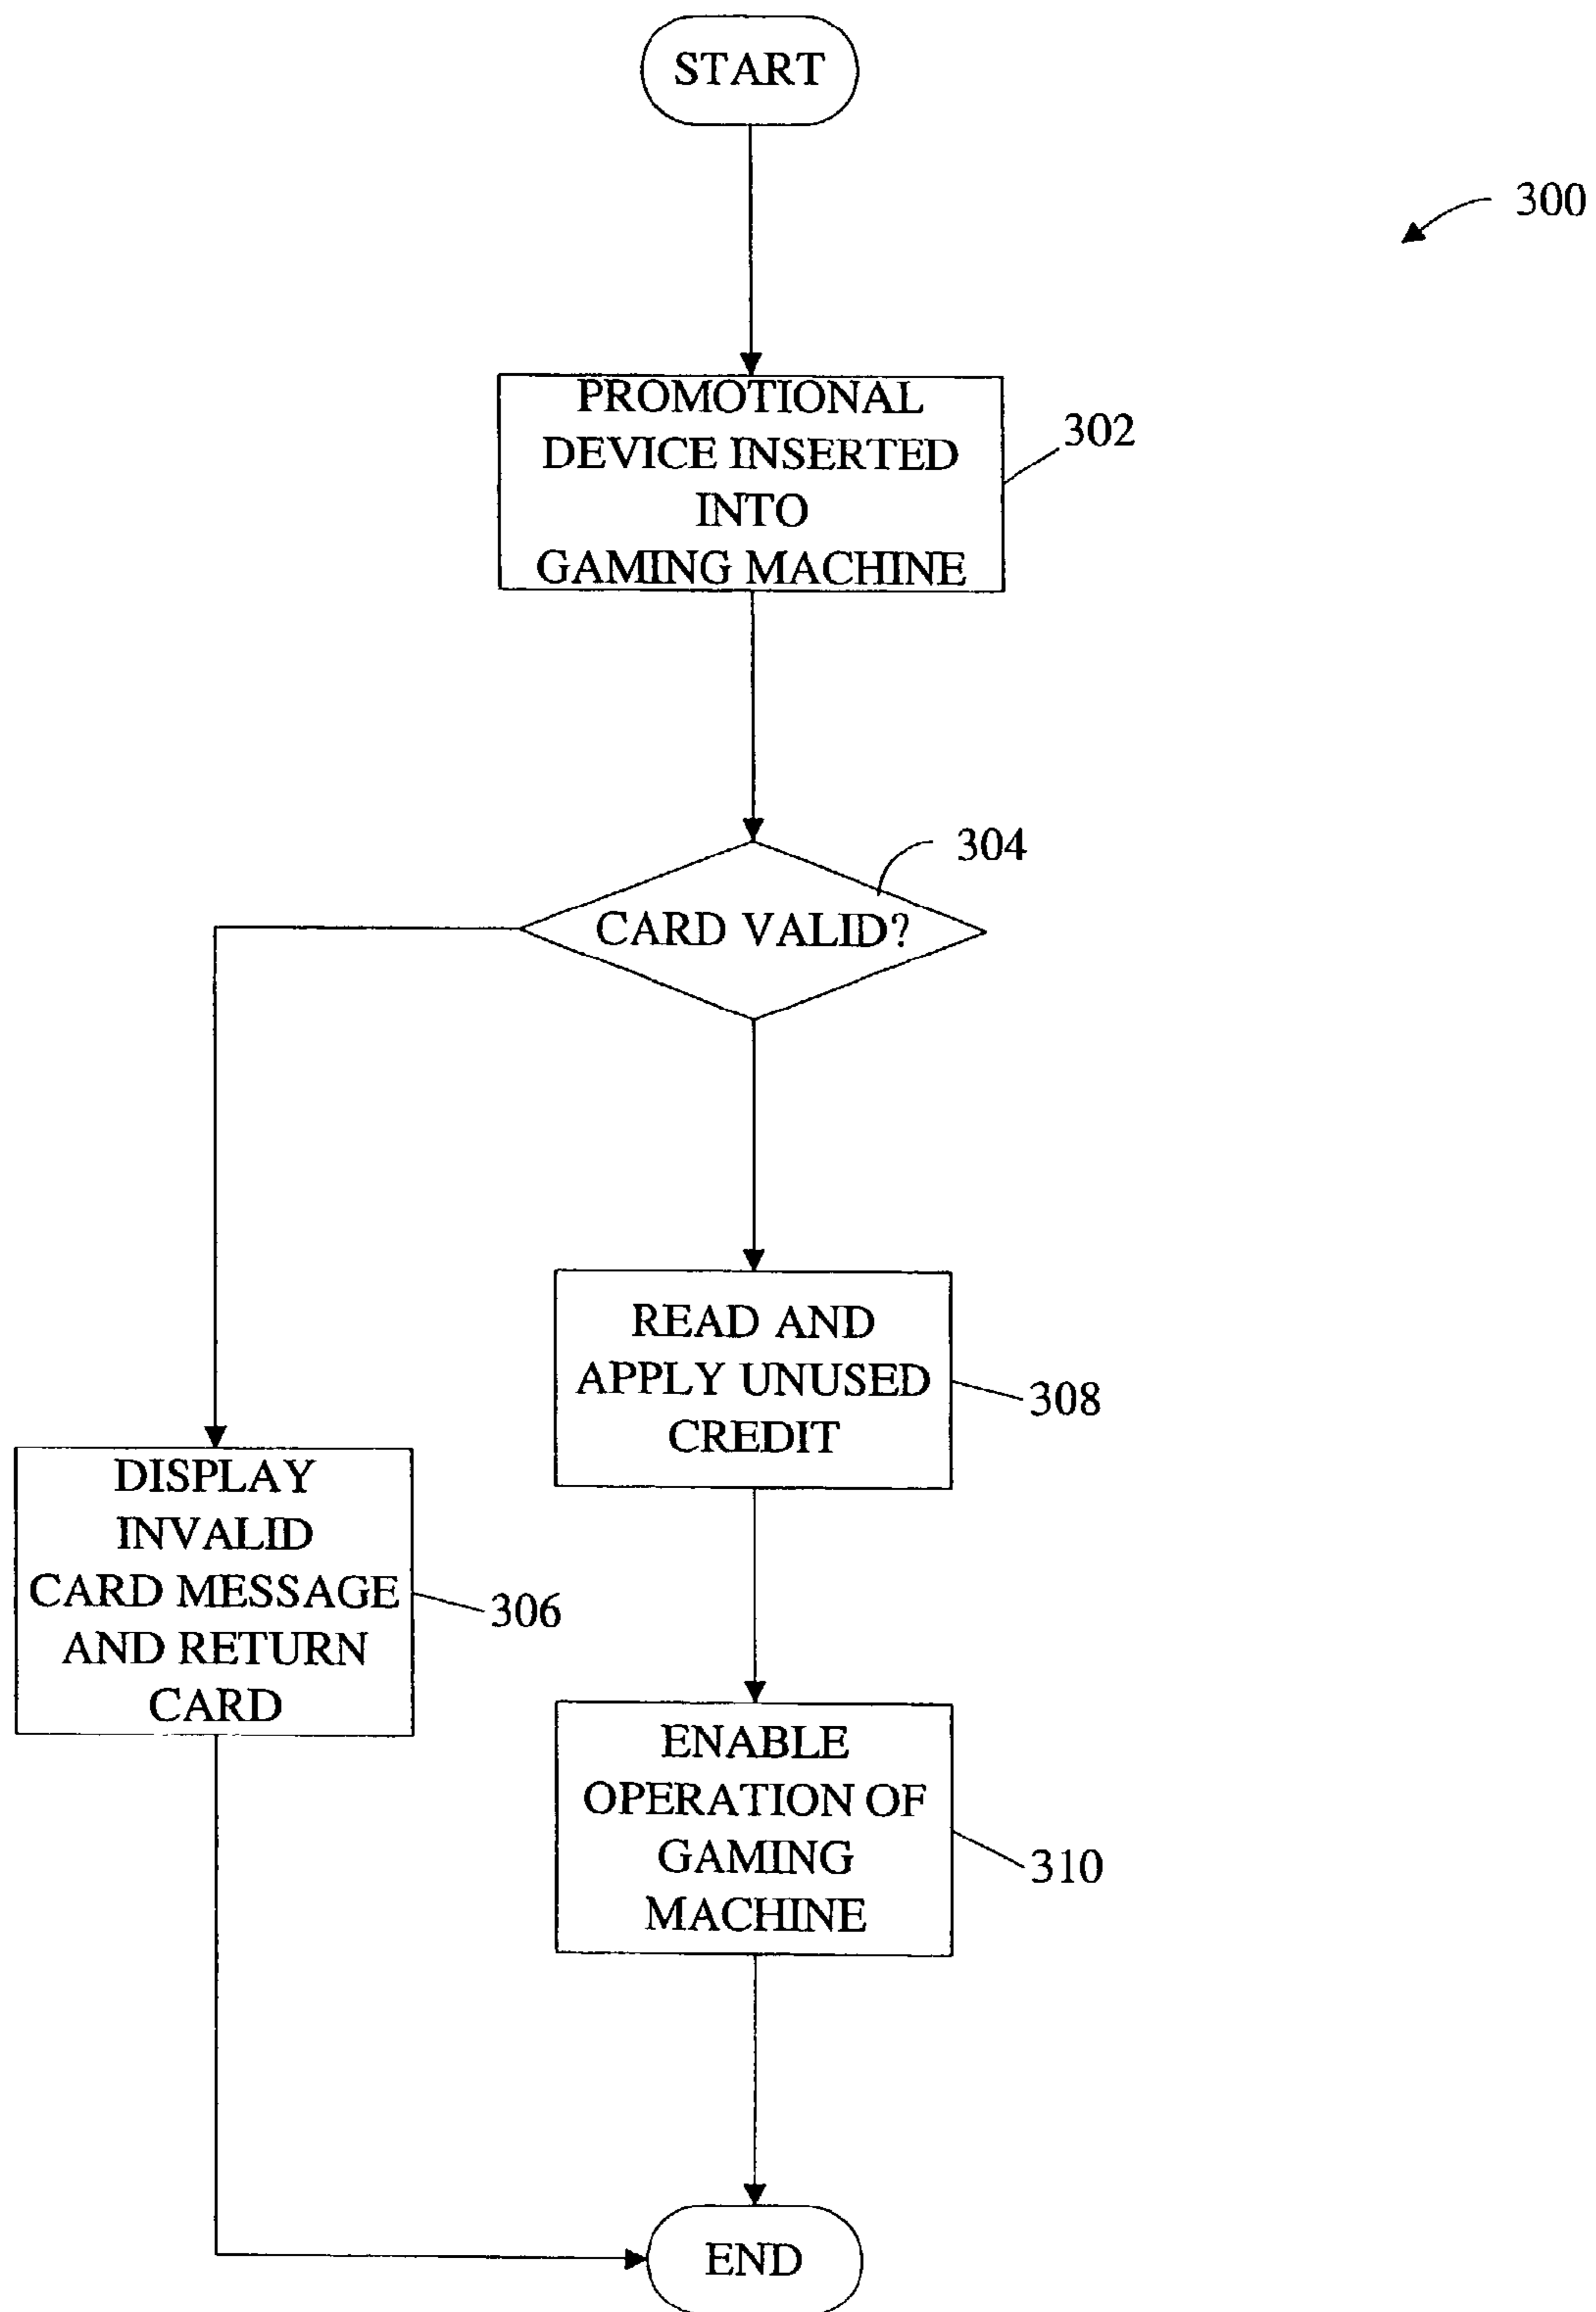 START
300
PROMOTIONAL
DEVICE INSERTED
INTO
GAMING MACHINE
302
304
CARD VALID?
READ AND
APPLY UNUSED
CREDIT
308
DISPLAY
INVALID
CARD MESSAGE
AND RETURN
CARD
306
ENABLE
OPERATION OF
GAMING
MACHINE
310
END